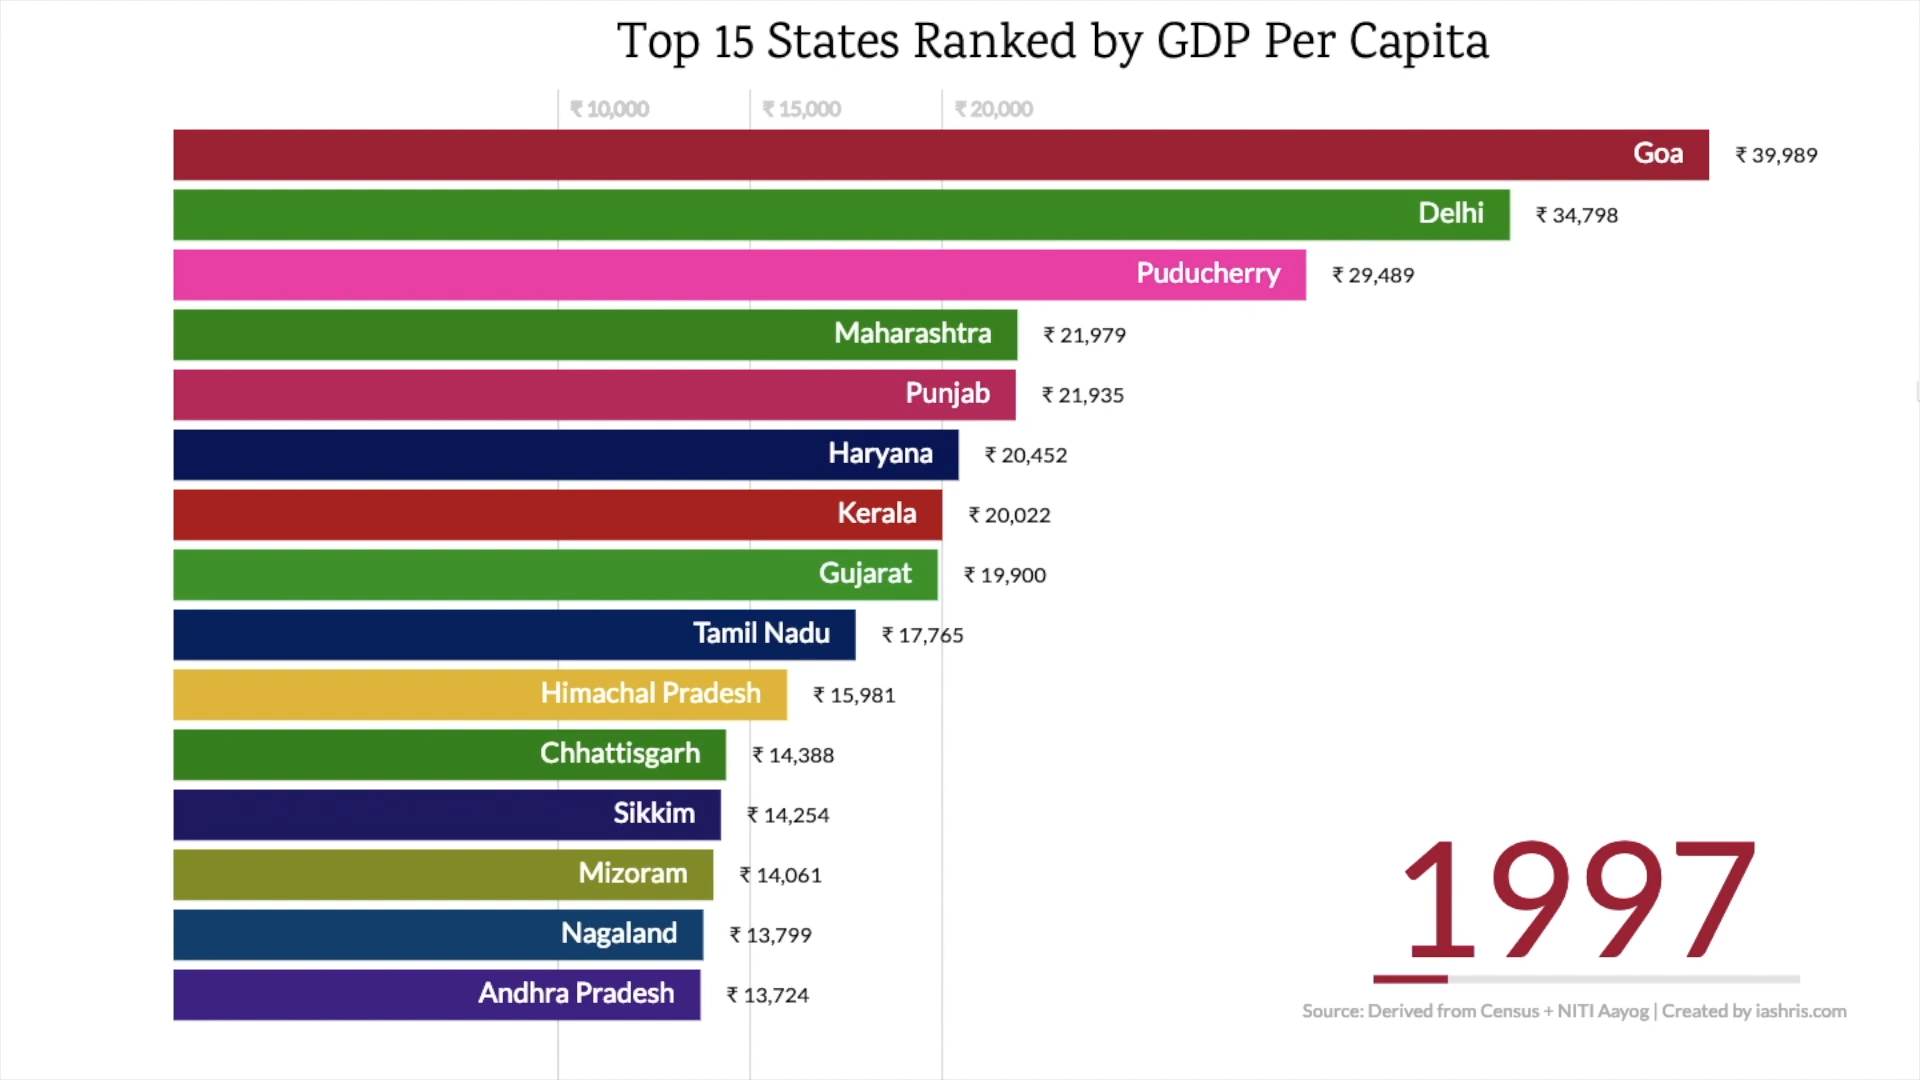 Top 15 States Ranked by GDP Per Capita
₹ 10,000 ₹ 15,000 ₹ 20,000
Goa ₹ 39,989
Delhi ₹ 34,798
Puducherry ₹ 29,489
Maharashtra ₹ 21,979
Punjab ₹ 21,935
Haryana ₹ 20,452
Kerala ₹ 20,022
Gujarat ₹ 19,900
Tamil Nadu ₹ 17,765
Himachal Pradesh ₹ 15,981
Chhattisgarh ₹ 14,388
Sikkim ₹ 14,254
Mizoram ₹ 14,061
Nagaland ₹ 13,799
Andhra Pradesh ₹ 13,724
1997
Source: Derived from Census + NITI Aayog | Created by iashris.com